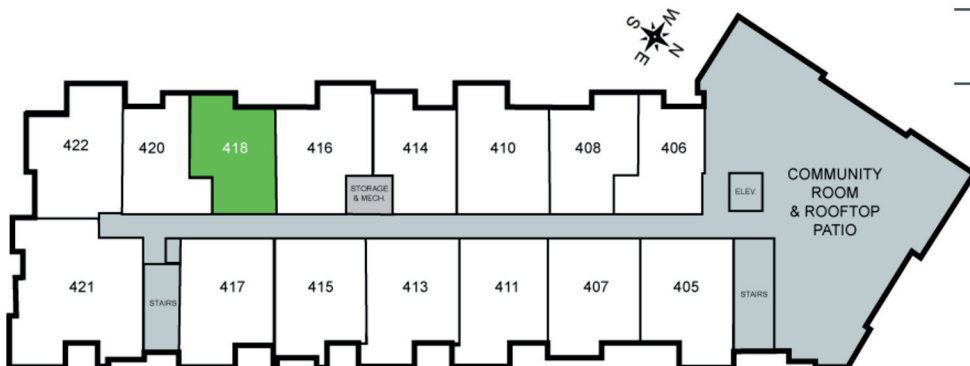 W
S
N
E
422
420
418
416
414
410
408
406
STORAGE
& MECH.
ELEV.
COMMUNITY
ROOM
& ROOFTOP
PATIO
421
STAIRS
417
415
413
411
407
405
STAIRS